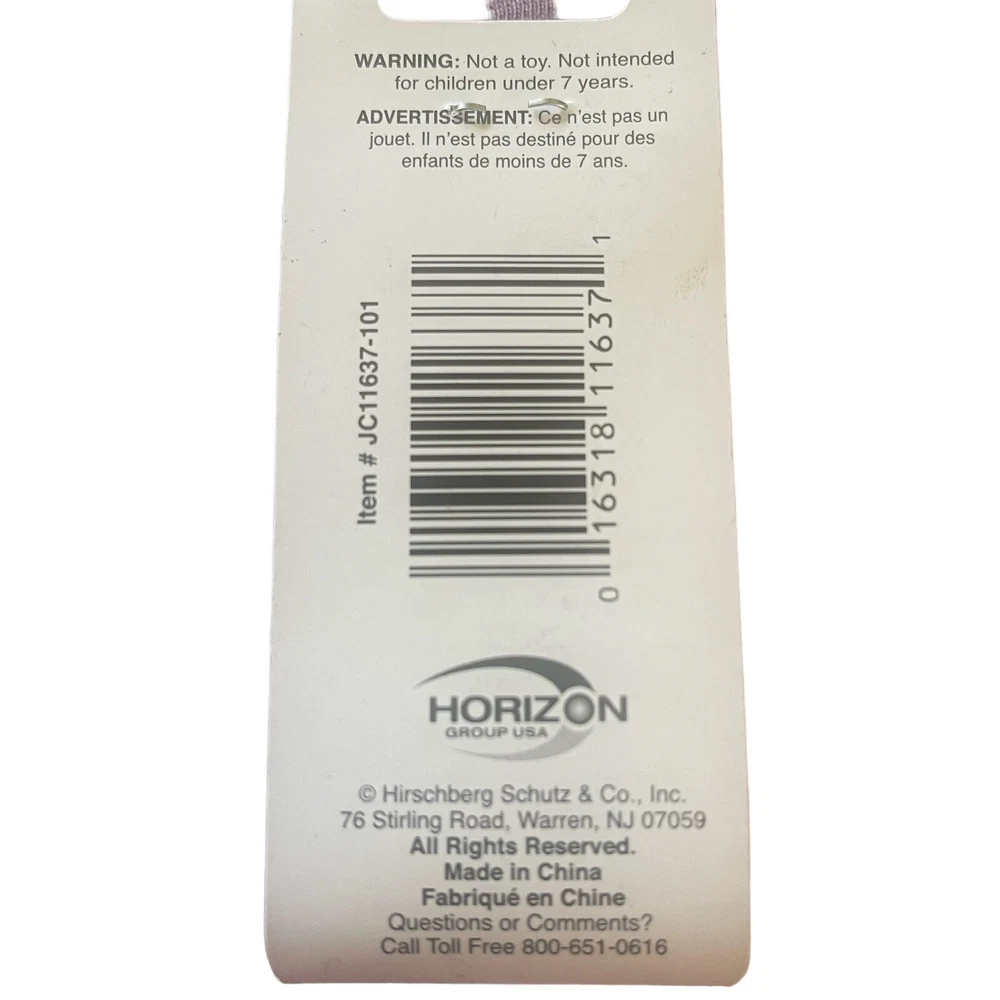 WARNING: Not a toy. Not intended
for children under 7 years.
ADVERTISSEMENT: Ce n'est pas un
jouet. Il n'est pas destiné pour des
enfants de moins de 7 ans.
Item # JC11637-101
0 16318 11637 1
HORIZON
GROUP USA
© Hirschberg Schutz & Co., Inc.
76 Stirling Road, Warren, NJ 07059
All Rights Reserved.
Made in China
Fabriqué en Chine
Questions or Comments?
Call Toll Free 800-651-0616